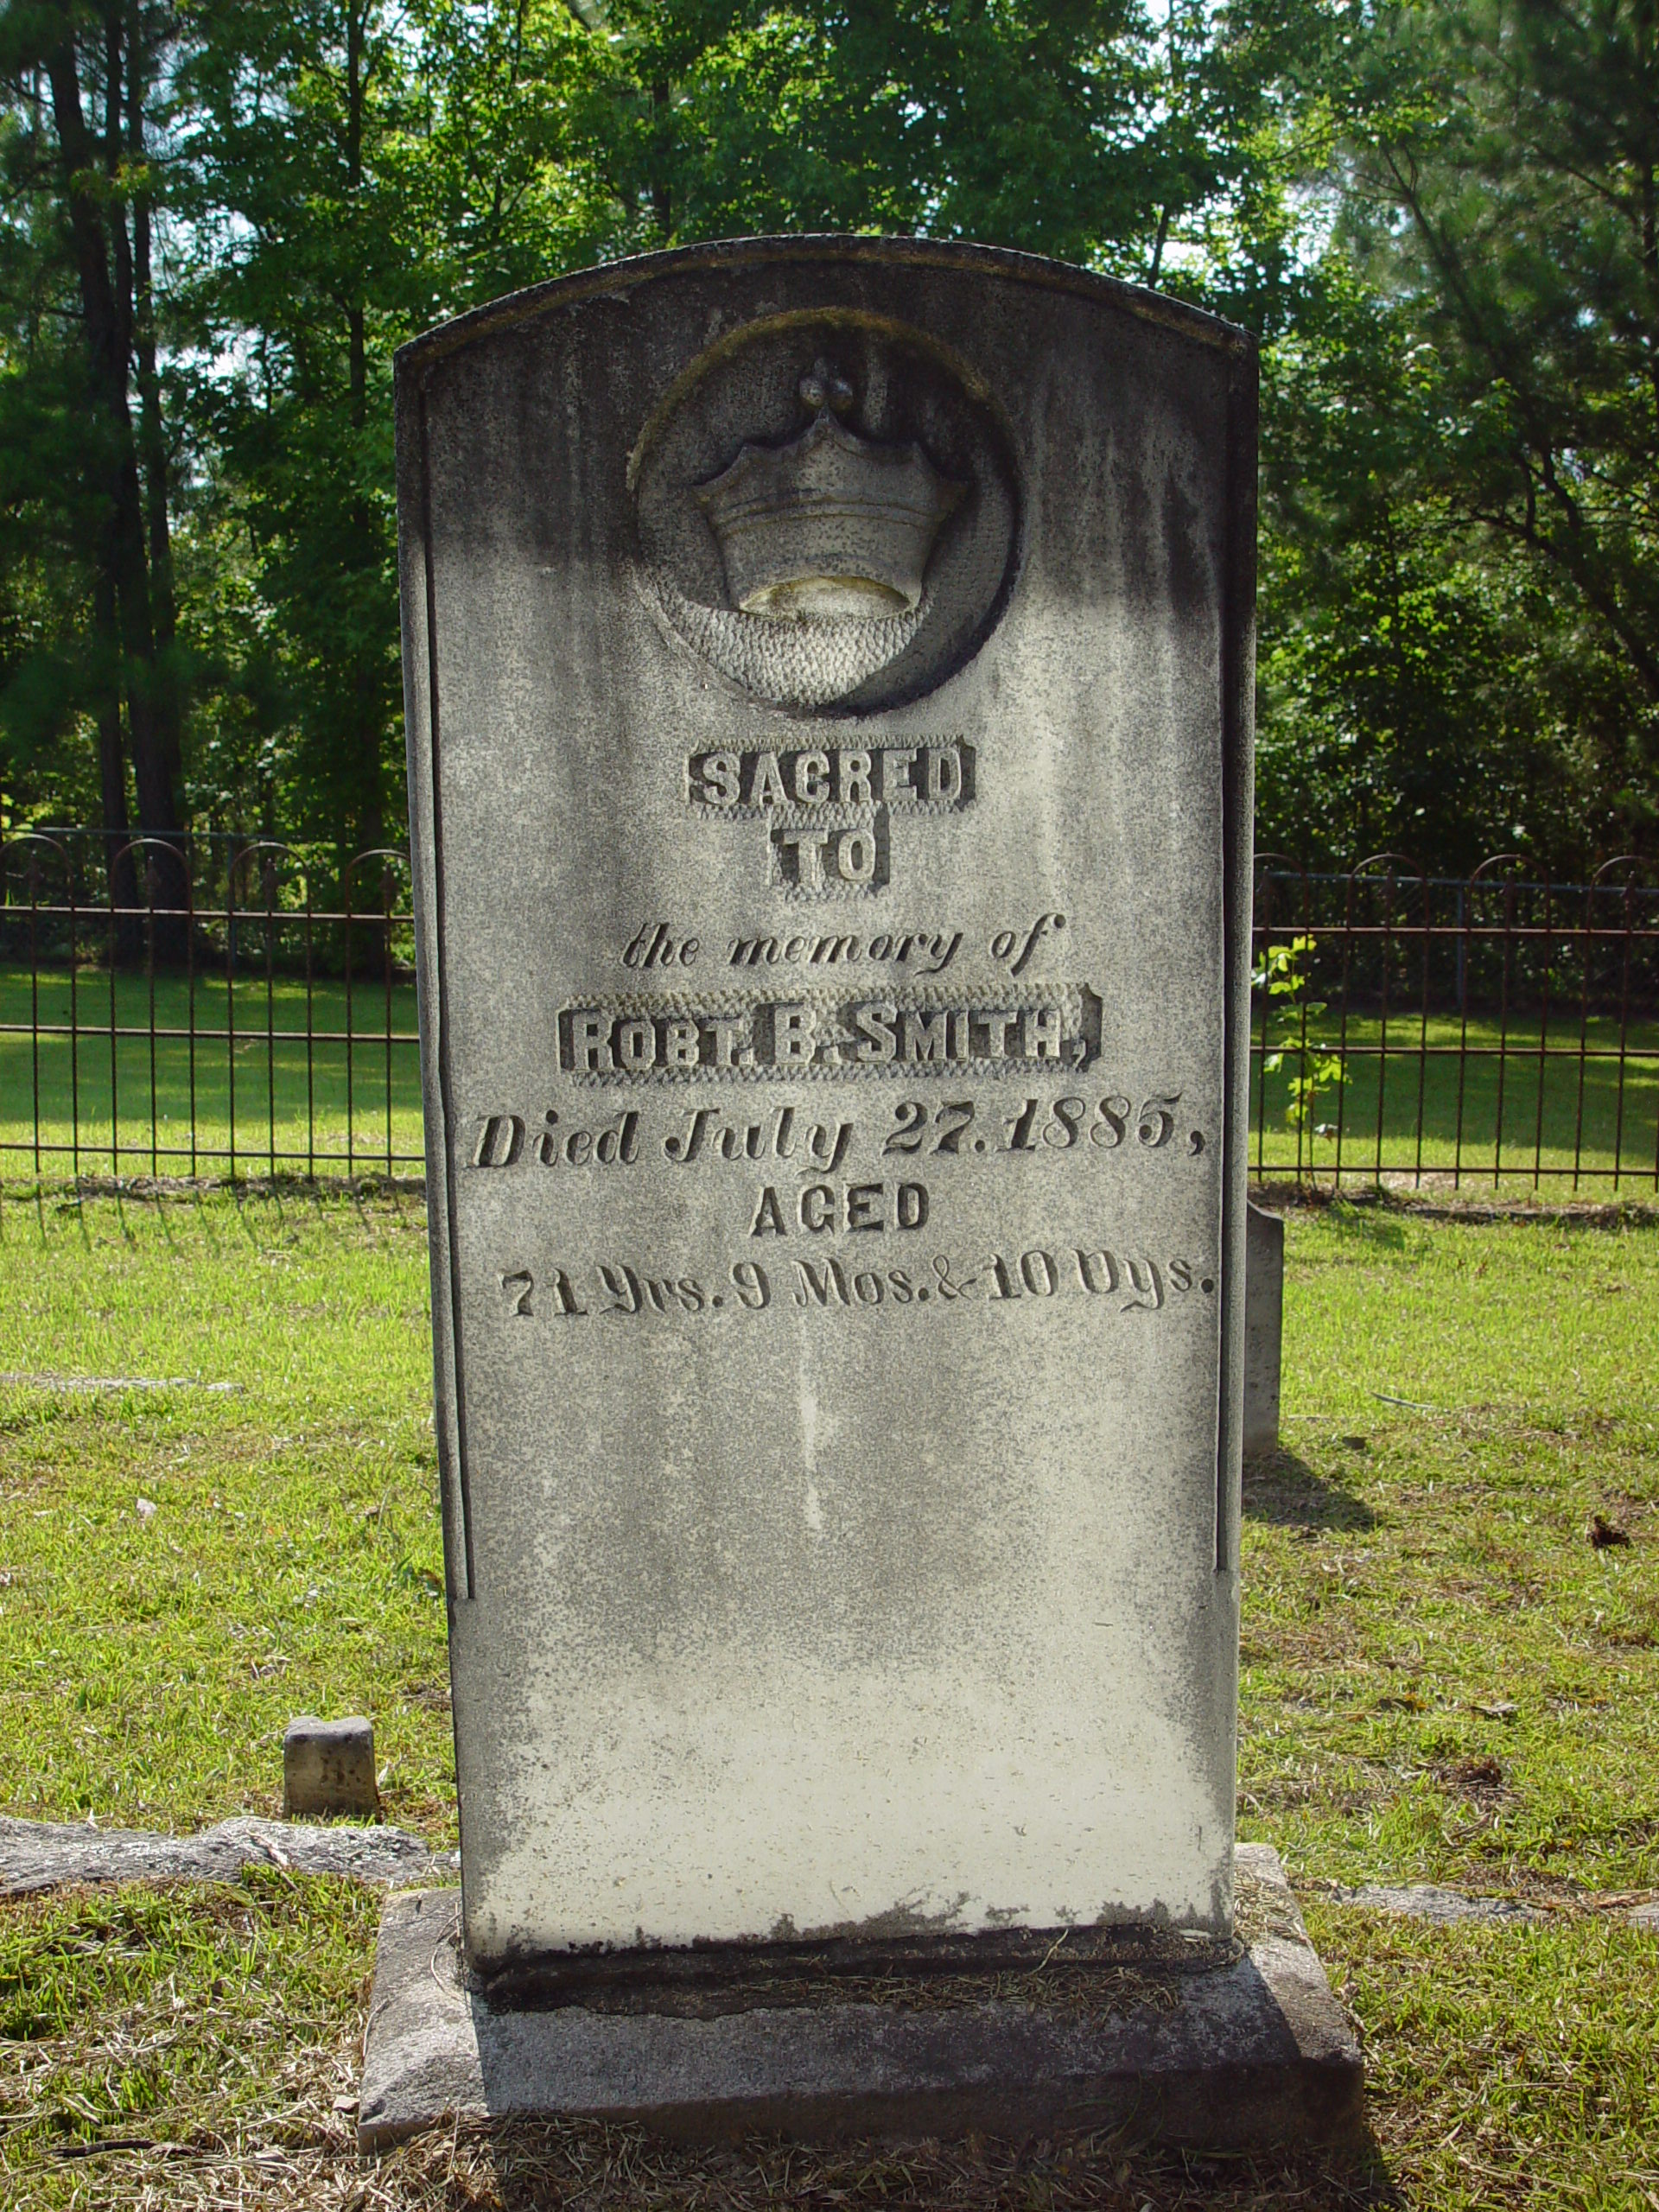 SACRED
TO
the memory of
ROBT. B. SMITH,
Died July 27. 1885,
AGED
71 Yrs. 9 Mos. & 10 Dys.